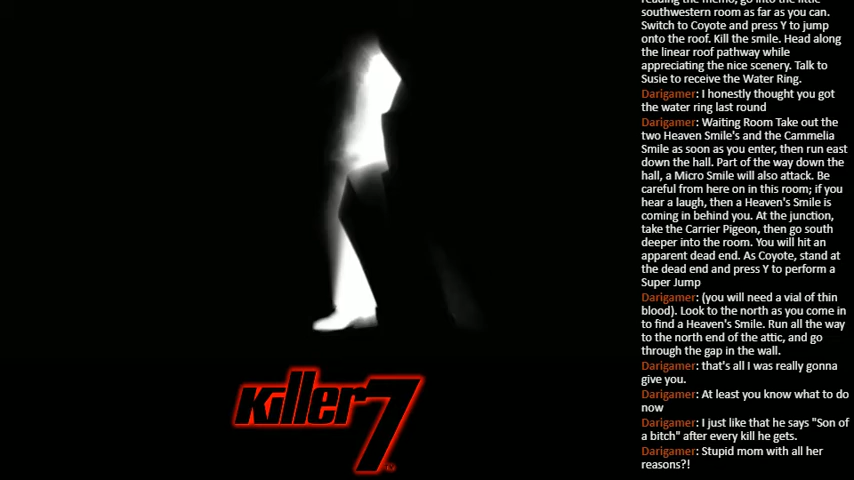 reading the memo, go into the little
southwestern room as far as you can.
Switch to Coyote and press Y to jump
onto the roof. Kill the smile. Head along
the linear roof pathway while
appreciating the nice scenery. Talk to
Susie to receive the Water Ring.
Darigamer: I honestly thought you got
the water ring last round
Darigamer: Waiting Room Take out the
two Heaven Smile's and the Cammelia
Smile as soon as you enter, then run east
down the hall. Part of the way down the
hall, a Micro Smile will also attack. Be
careful from here on in this room; if you
hear a laugh, then a Heaven's Smile is
coming in behind you. At the junction,
take the Carrier Pigeon, then go south
deeper into the room. You will hit an
apparent dead end. As Coyote, stand at
the dead end and press Y to perform a
Super Jump
Darigamer: (you will need a vial of thin
blood). Look to the north as you come in
to find a Heaven's Smile. Run all the way
to the north end of the attic, and go
through the gap in the wall.
Darigamer: that's all I was really gonna
give you.
Darigamer: At least you know what to do
now
Darigamer: I just like that he says "Son of
a bitch" after every kill he gets.
Darigamer: Stupid mom with all her
reasons?!
killer7